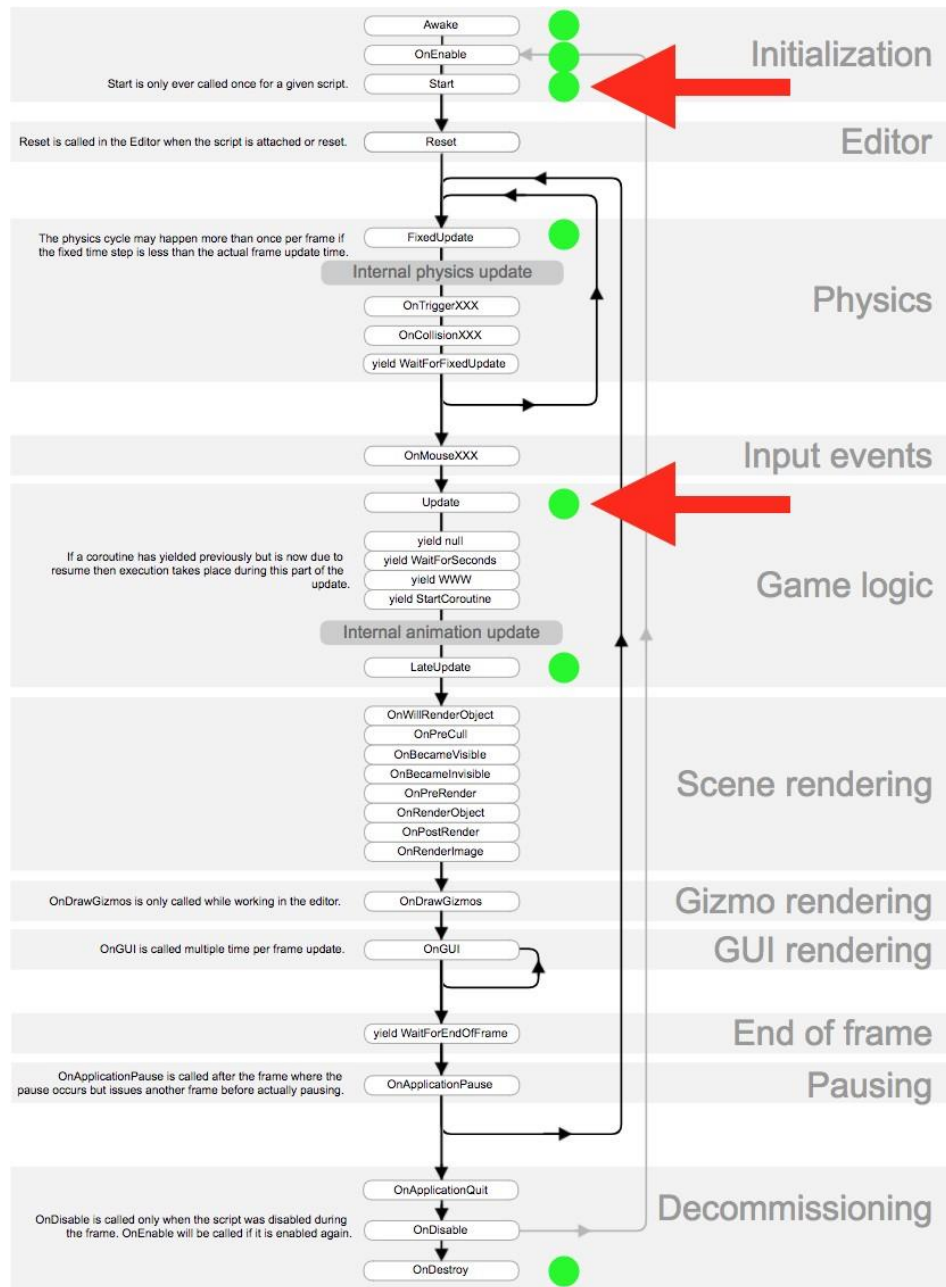 Awake
OnEnable
Initialization
Start is only ever called once for a given script.
Start
Reset is called in the Editor when the script is attached or reset.
Reset
Editor
The physics cycle may happen more than once per frame if
the fixed time step is less than the actual frame update time.
FixedUpdate
Internal physics update
OnTriggerXXX
Physics
OnCollisionXXX
yield WaitForFixedUpdate
OnMouseXXX
Input events
Update
yield null
If a coroutine has yielded previously but is now due to
resume then execution takes place during this part of the
update.
yield WaitForSeconds
yield WWW
yield StartCoroutine
Game logic
Internal animation update
LateUpdate
OnWillRenderObject
OnPreCull
OnBecameVisible
OnBecameInvisible
OnPreRender
OnRenderObject
OnPostRender
OnRenderImage
Scene rendering
OnDrawGizmos is only called while working in the editor.
OnDrawGizmos
Gizmo rendering
OnGUI is called multiple time per frame update.
OnGUI
GUI rendering
yield WaitForEndOfFrame
End of frame
OnApplicationPause is called after the frame where the
pause occurs but issues another frame before actually pausing.
OnApplicationPause
Pausing
OnApplicationQuit
Decommissioning
OnDisable is called only when the script was disabled during
the frame. OnEnable will be called if it is enabled again.
OnDisable
OnDestroy